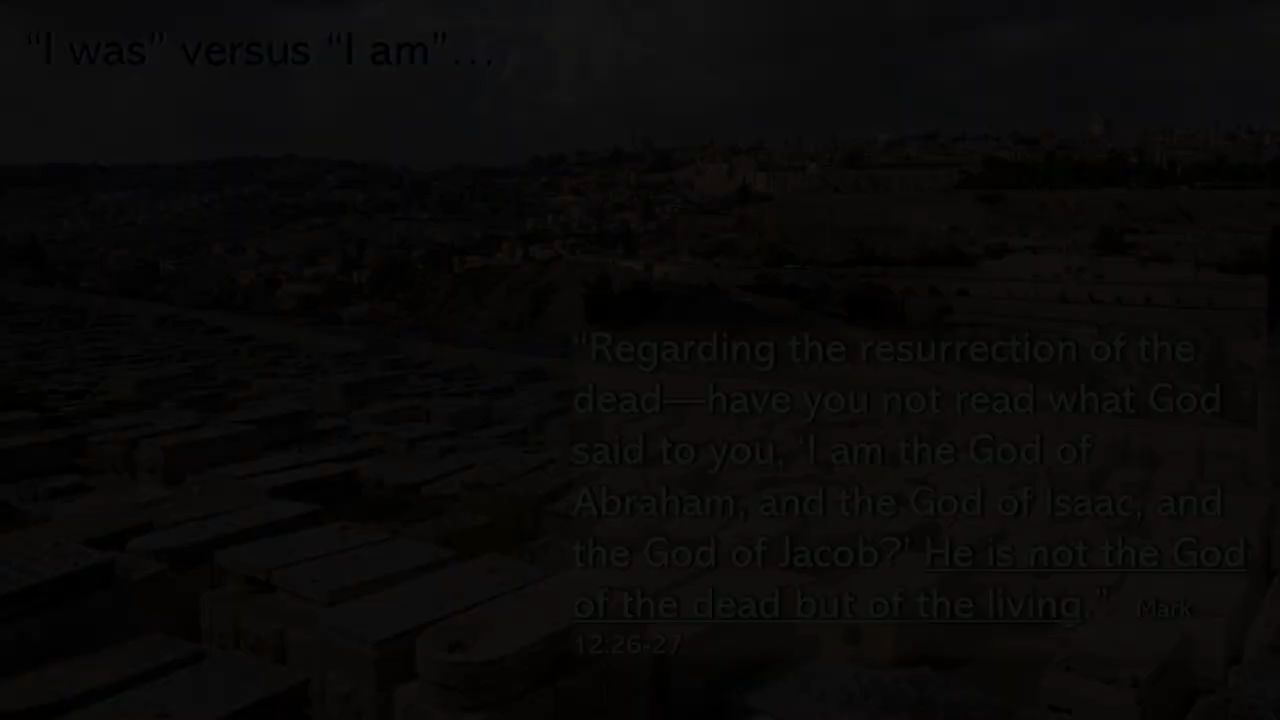 “I was” versus “I am”…
“Regarding the resurrection of the
dead—have you not read what God
said to you, ‘I am the God of
Abraham, and the God of Isaac, and
the God of Jacob?’ He is not the God
of the dead but of the living.” Mark
12:26-27